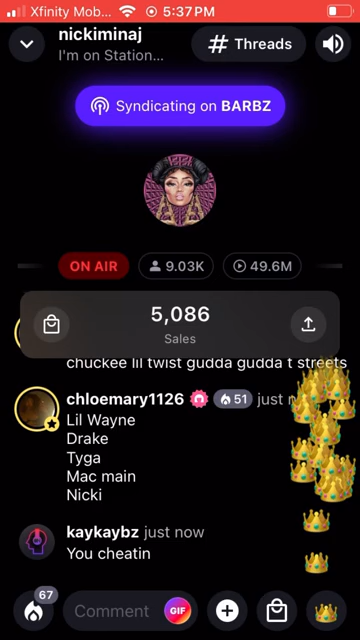 Xfinity Mob... 5:37 PM
nickiminaj
I'm on Station...
# Threads
Syndicating on BARBZ
ON AIR
9.03K
49.6M
5,086
Sales
chuckee lil twist gudda gudda t streets
chloemary1126 51 just
Lil Wayne
Drake
Tyga
Mac main
Nicki
kaykaybz just now
You cheatin
67
Comment
GIF